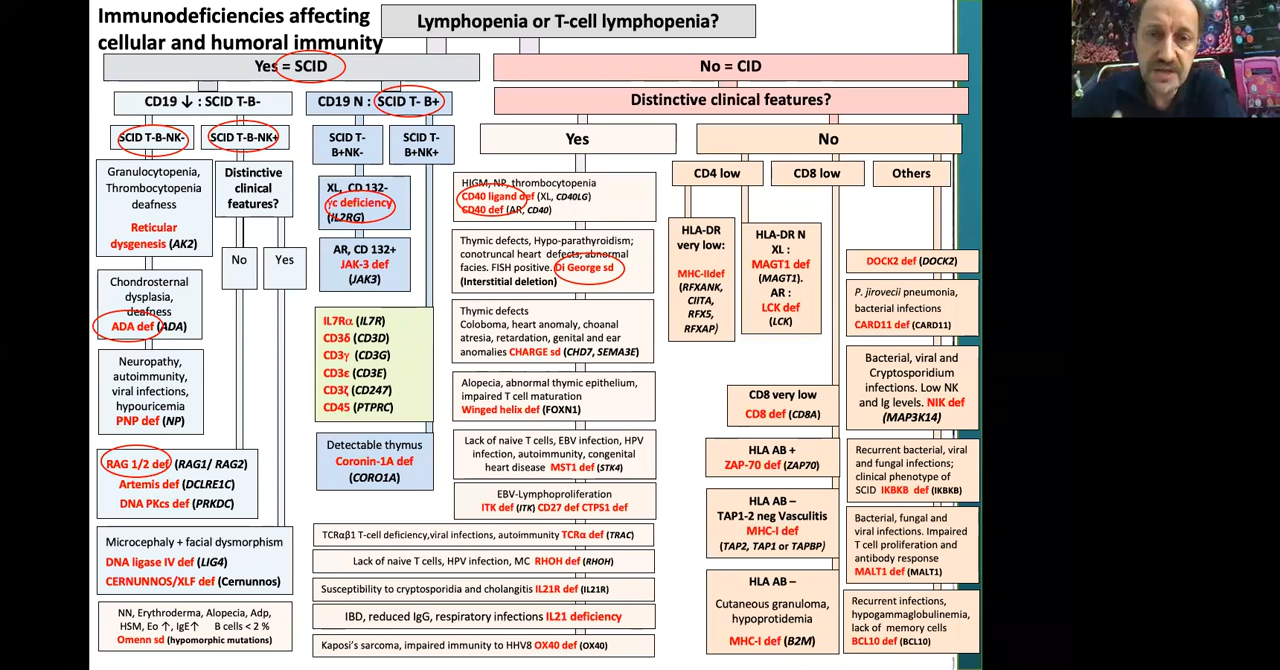 Immunodeficiencies affecting
cellular and humoral immunity
Lymphopenia or T-cell lymphopenia?
Yes = SCID
No = CID
CD19 ↓ : SCID T-B-
CD19 N : SCID T- B+
Distinctive clinical features?
SCID T-B-NK-
SCID T-B-NK+
SCID T-
B+NK-
SCID T-
B+NK+
Yes
No
Granulocytopenia,
Thrombocytopenia
deafness
Reticular
dysgenesis (AK2)
Distinctive
clinical
features?
No
Yes
Chondrosternal
dysplasia,
deafness
ADA def (ADA)
Neuropathy,
autoimmunity,
viral infections,
hypouricemia
PNP def (NP)
RAG 1/2 def (RAG1/ RAG2)
Artemis def (DCLRE1C)
DNA PKcs def (PRKDC)
Microcephaly + facial dysmorphism
DNA ligase IV def (LIG4)
CERNUNNOS/XLF def (Cernunnos)
NN, Erythroderma, Alopecia, Adp,
HSM, Eo ↑, IgE↑ B cells < 2 %
Omenn sd (hypomorphic mutations)
XL, CD 132-
γc deficiency
(IL2RG)
AR, CD 132+
JAK-3 def
(JAK3)
IL7Rα (IL7R)
CD3δ (CD3D)
CD3γ (CD3G)
CD3ε (CD3E)
CD3ζ (CD247)
CD45 (PTPRC)
Detectable thymus
Coronin-1A def
(CORO1A)
HIGM, NP, thrombocytopenia
CD40 ligand def (XL, CD40LG)
CD40 def (AR, CD40)
Thymic defects, Hypo-parathyroidism;
conotruncal heart defects; abnormal
facies. FISH positive. Di George sd
(Interstitial deletion)
Thymic defects
Coloboma, heart anomaly, choanal
atresia, retardation, genital and ear
anomalies CHARGE sd (CHD7, SEMA3E)
Alopecia, abnormal thymic epithelium,
impaired T cell maturation
Winged helix def (FOXN1)
Lack of naive T cells, EBV infection, HPV
infection, autoimmunity, congenital
heart disease MST1 def (STK4)
EBV-Lymphoproliferation
ITK def (ITK) CD27 def CTPS1 def
TCRαβ1 T-cell deficiency,viral infections, autoimmunity TCRα def (TRAC)
Lack of naive T cells, HPV infection, MC RHOH def (RHOH)
Susceptibility to cryptosporidia and cholangitis IL21R def (IL21R)
IBD, reduced IgG, respiratory infections IL21 deficiency
Kaposi's sarcoma, impaired immunity to HHV8 OX40 def (OX40)
CD4 low
CD8 low
Others
HLA-DR
very low:
MHC-IIdef
(RFXANK,
CIITA,
RFX5,
RFXAP)
HLA-DR N
XL :
MAGT1 def
(MAGT1).
AR :
LCK def
(LCK)
CD8 very low
CD8 def (CD8A)
HLA AB +
ZAP-70 def (ZAP70)
HLA AB –
TAP1-2 neg Vasculitis
MHC-I def
(TAP2, TAP1 or TAPBP)
HLA AB –
Cutaneous granuloma,
hypoprotidemia
MHC-I def (B2M)
DOCK2 def (DOCK2)
P. jirovecii pneumonia,
bacterial infections
CARD11 def (CARD11)
Bacterial, viral and
Cryptosporidium
infections. Low NK
and Ig levels. NIK def
(MAP3K14)
Recurrent bacterial, viral
and fungal infections;
clinical phenotype of
SCID IKBKB def (IKBKB)
Bacterial, fungal and
viral infections. Impaired
T cell proliferation and
antibody response
MALT1 def (MALT1)
Recurrent infections,
hypogammaglobulinemia,
lack of memory cells
BCL10 def (BCL10)